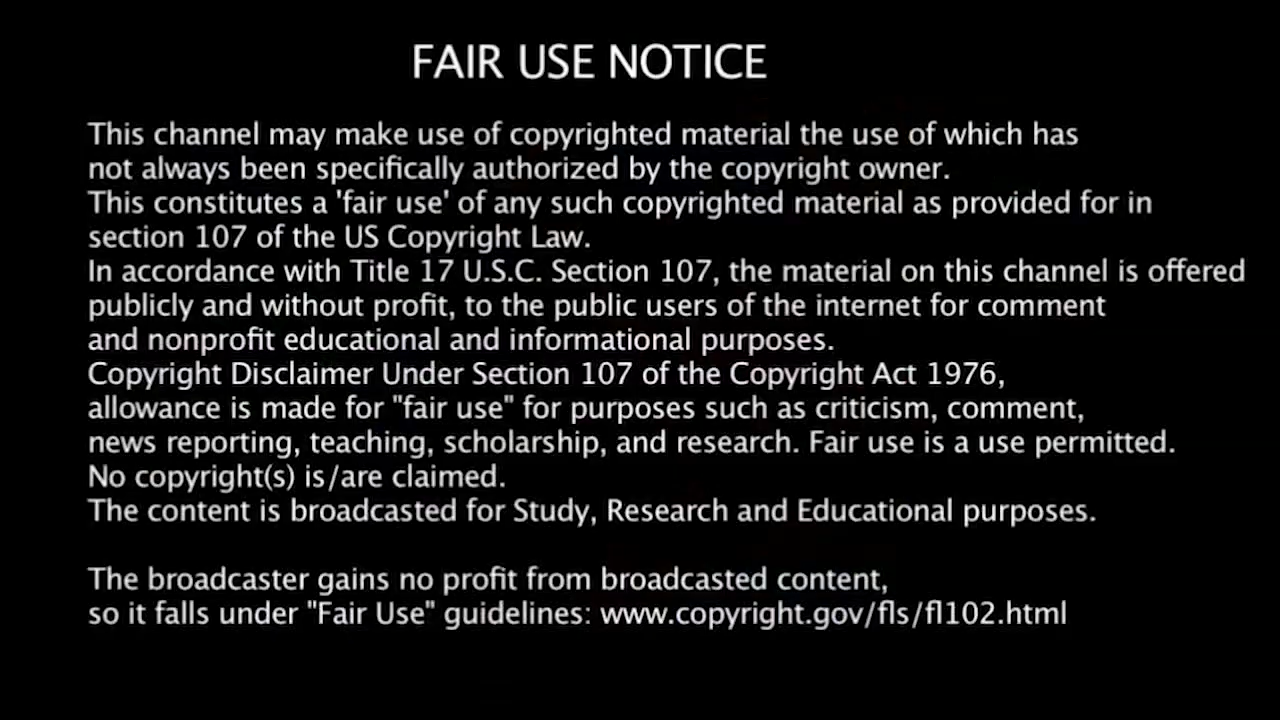 FAIR USE NOTICE
This channel may make use of copyrighted material the use of which has
not always been specifically authorized by the copyright owner.
This constitutes a 'fair use' of any such copyrighted material as provided for in
section 107 of the US Copyright Law.
In accordance with Title 17 U.S.C. Section 107, the material on this channel is offered
publicly and without profit, to the public users of the internet for comment
and nonprofit educational and informational purposes.
Copyright Disclaimer Under Section 107 of the Copyright Act 1976,
allowance is made for "fair use" for purposes such as criticism, comment,
news reporting, teaching, scholarship, and research. Fair use is a use permitted.
No copyright(s) is/are claimed.
The content is broadcasted for Study, Research and Educational purposes.
The broadcaster gains no profit from broadcasted content,
so it falls under "Fair Use" guidelines: www.copyright.gov/fls/fl102.html